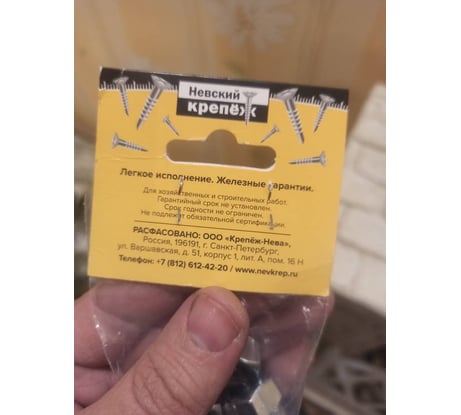 Невский
крепёж
Легкое исполнение. Железные гарантии.
Для хозяйственных и строительных работ.
Гарантийный срок не установлен.
Срок годности не ограничен.
Не подлежит обязательной сертификации.
РАСФАСОВАНО: ООО «Крепёж-Нева»,
Россия, 196191, г. Санкт-Петербург,
ул. Варшавская, д. 51, корпус 1, лит. А, пом. 16 Н
Телефон: +7 (812) 612-42-20 / www.nevkrep.ru